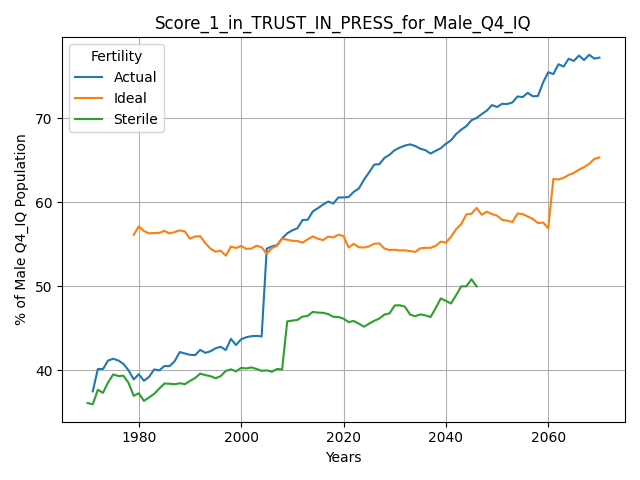 Score_1_in_TRUST_IN_PRESS_for_Male_Q4_IQ
Fertility
Actual
Ideal
Sterile
% of Male Q4_IQ Population
70
60
50
40
1980
2000
2020
2040
2060
Years